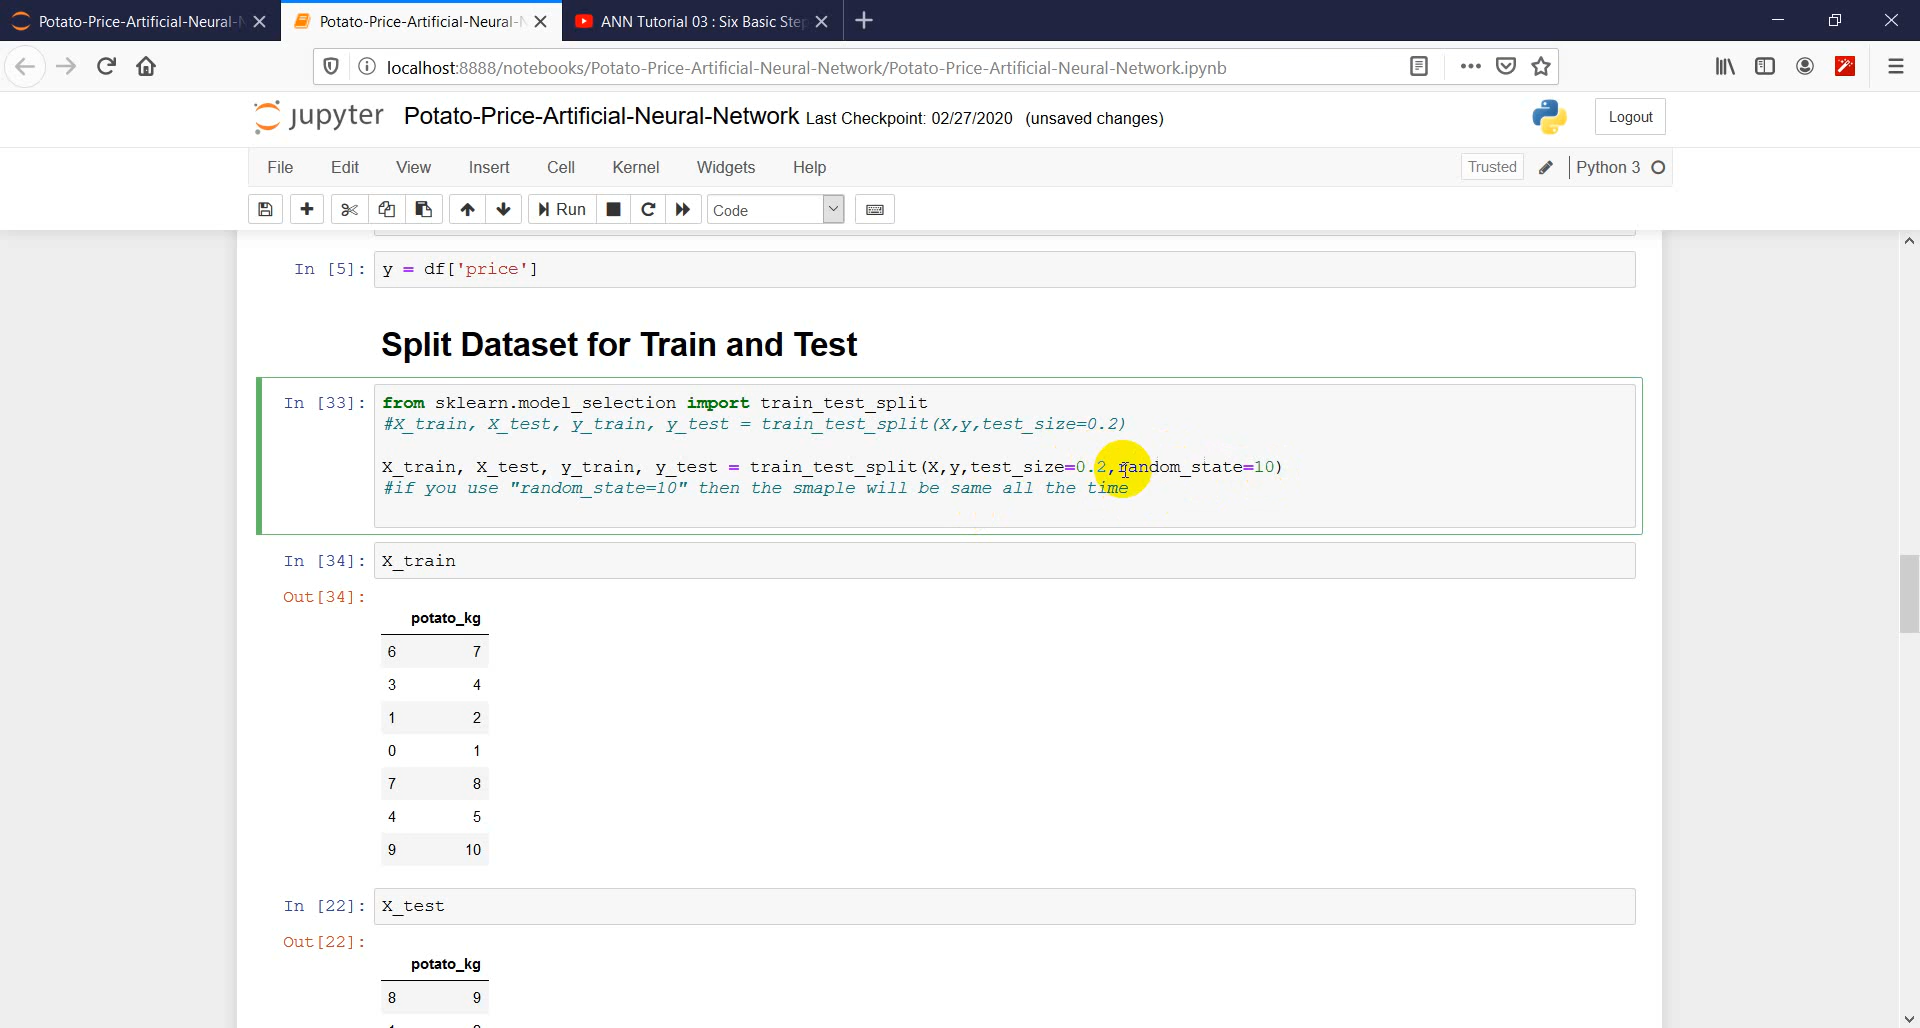 Potato-Price-Artificial-Neural-
Potato-Price-Artificial-Neural-
ANN Tutorial 03 : Six Basic Ste
localhost:8888/notebooks/Potato-Price-Artificial-Neural-Network/Potato-Price-Artificial-Neural-Network.ipynb
jupyter Potato-Price-Artificial-Neural-Network Last Checkpoint: 02/27/2020 (unsaved changes)
Logout
File Edit View Insert Cell Kernel Widgets Help
Trusted Python 3
Run Code
In [5]: y = df['price']
Split Dataset for Train and Test
In [33]: from sklearn.model_selection import train_test_split
#X_train, X_test, y_train, y_test = train_test_split(X,y,test_size=0.2)
X_train, X_test, y_train, y_test = train_test_split(X,y,test_size=0.2,random_state=10)
#if you use "random_state=10" then the smaple will be same all the time
In [34]: X_train
Out[34]:
potato_kg
6 7
3 4
1 2
0 1
7 8
4 5
9 10
In [22]: X_test
Out[22]:
potato_kg
8 9